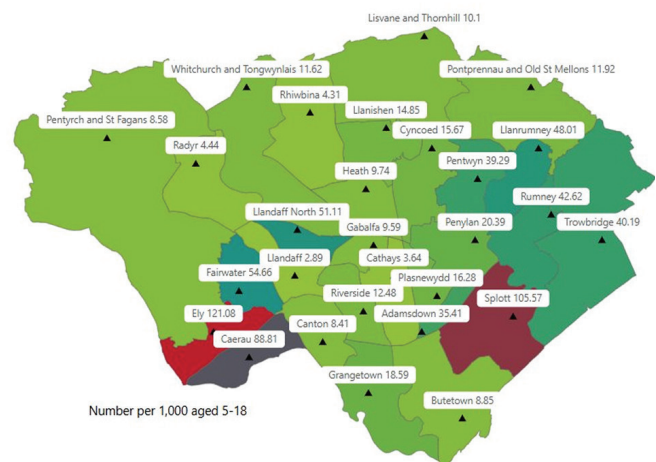 Lisvane and Thornhill 10.1
Whitchurch and Tongwynlais 11.62
Pontprennau and Old St Mellons 11.92
Rhiwbina 4.31
Llanishen 14.85
Pentyrch and St Fagans 8.58
Cyncoed 15.67
Llanrumney 48.01
Radyr 4.44
Pentwyn 39.29
Heath 9.74
Rumney 42.62
Llandaff North 51.11
Gabalfa 9.59
Penylan 20.39
Trowbridge 40.19
Llandaff 2.89
Cathays 3.64
Fairwater 54.66
Plasnewydd 16.28
Riverside 12.48
Splott 105.57
Ely 121.08
Canton 8.41
Adamsdown 35.41
Caerau 88.81
Grangetown 18.59
Butetown 8.85
Number per 1,000 aged 5-18